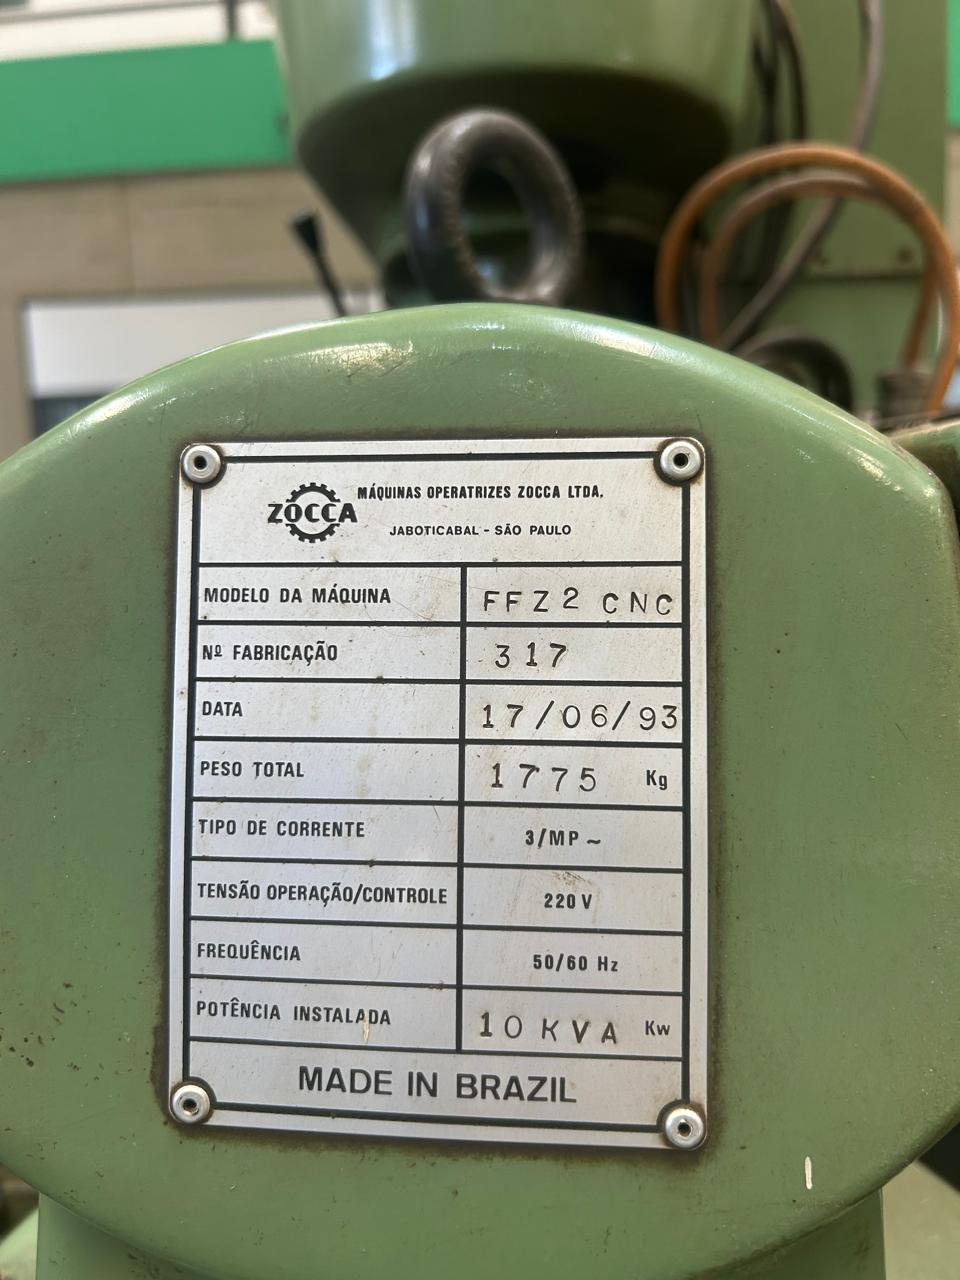 ZOCCA
MÁQUINAS OPERATRIZES ZOCCA LTDA.
JABOTICABAL - SÃO PAULO
MODELO DA MÁQUINA FFZ2 CNC
Nº FABRICAÇÃO 317
DATA 17/06/93
PESO TOTAL 1775 Kg
TIPO DE CORRENTE 3/MP ~
TENSÃO OPERAÇÃO/CONTROLE 220 V
FREQUÊNCIA 50/60 Hz
POTÊNCIA INSTALADA 10 KVA Kw
MADE IN BRAZIL